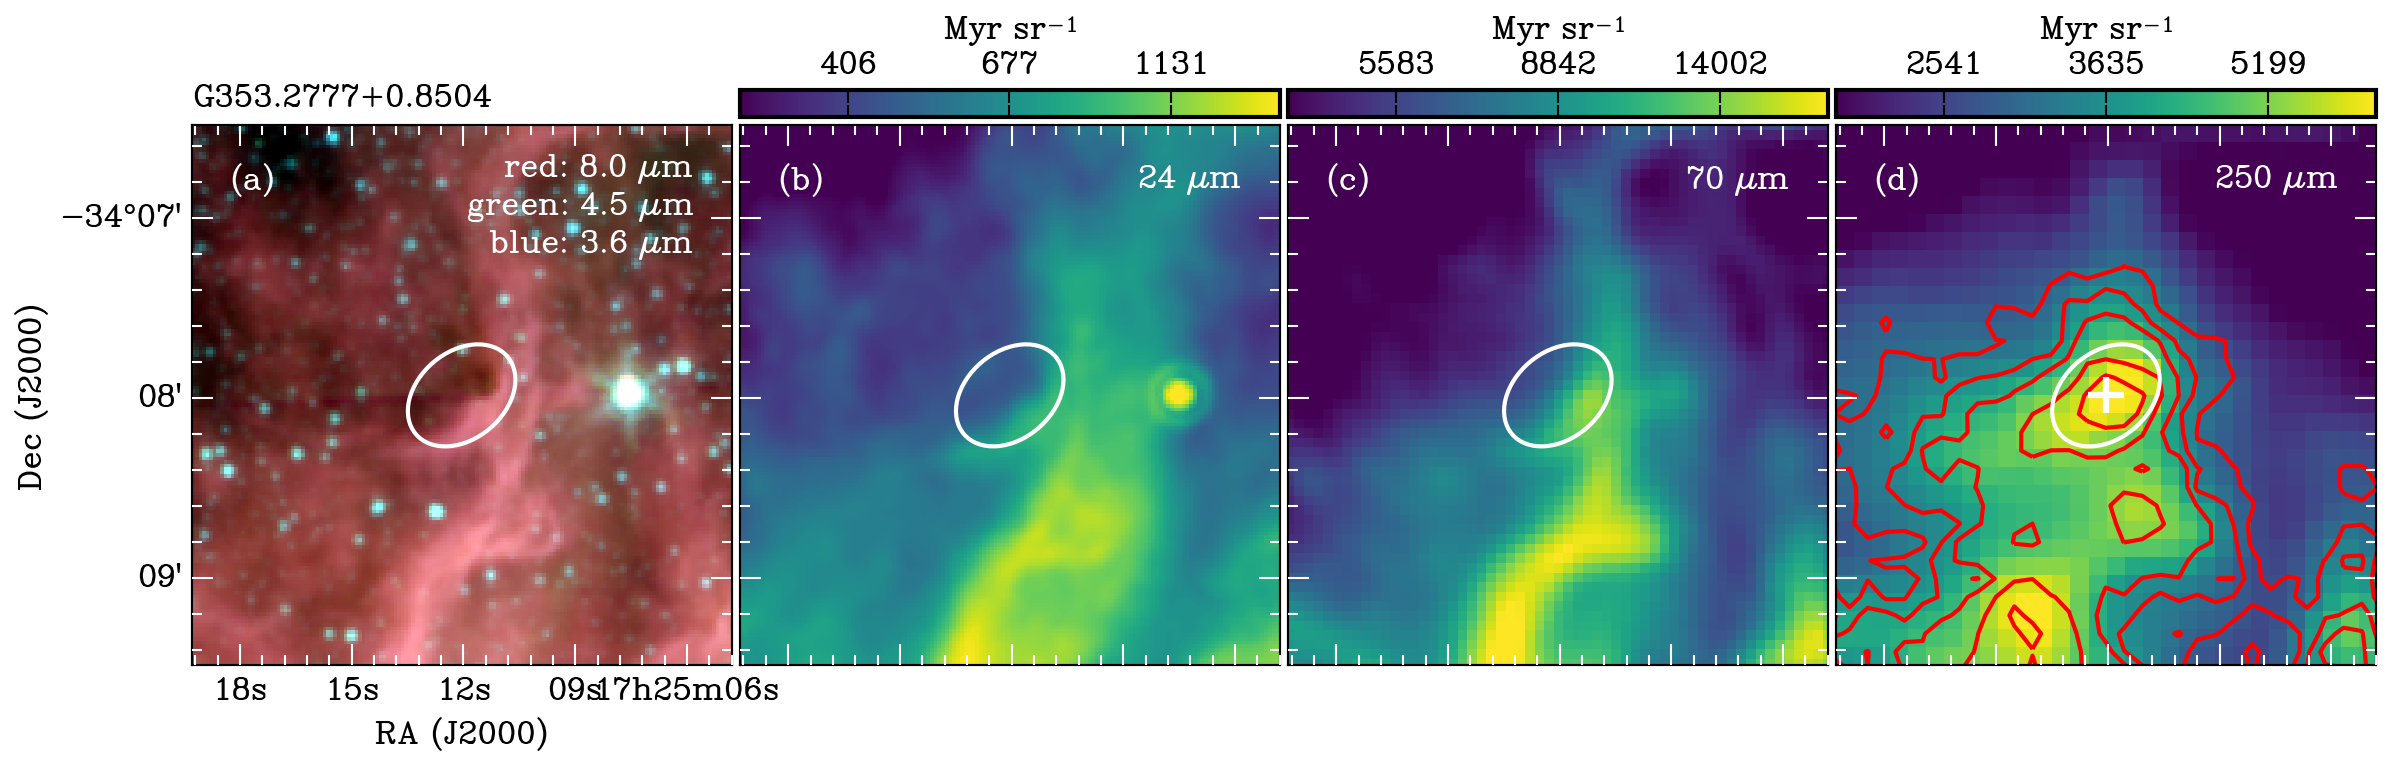 Myr sr−1
Myr sr−1
Myr sr−1
406 677 1131
5583 8842 14002
2541 3635 5199
G353.2777+0.8504
(a)
red: 8.0 μm
green: 4.5 μm
blue: 3.6 μm
(b)
24 μm
(c)
70 μm
(d)
250 μm
−34°07'
08'
09'
Dec (J2000)
18s 15s 12s 09s 17h25m06s
RA (J2000)